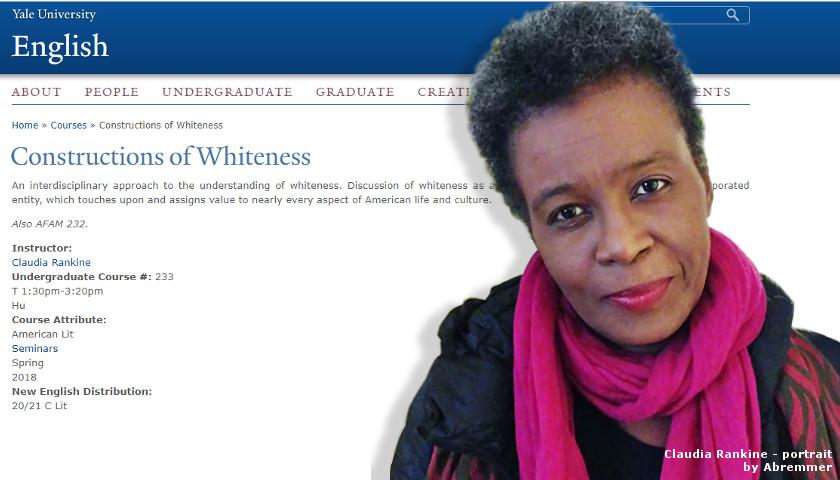 Yale University
English
ABOUT PEOPLE UNDERGRADUATE GRADUATE
Home » Courses » Constructions of Whiteness
Constructions of Whiteness
An interdisciplinary approach to the understanding of whiteness. Discussion of whiteness as a
entity, which touches upon and assigns value to nearly every aspect of American life and culture.
Also AFAM 232.
Instructor:
Claudia Rankine
Undergraduate Course #: 233
T 1:30pm-3:20pm
Hu
Course Attribute:
American Lit
Seminars
Spring
2018
New English Distribution:
20/21 C Lit
Claudia Rankine - portrait
by Abremmer